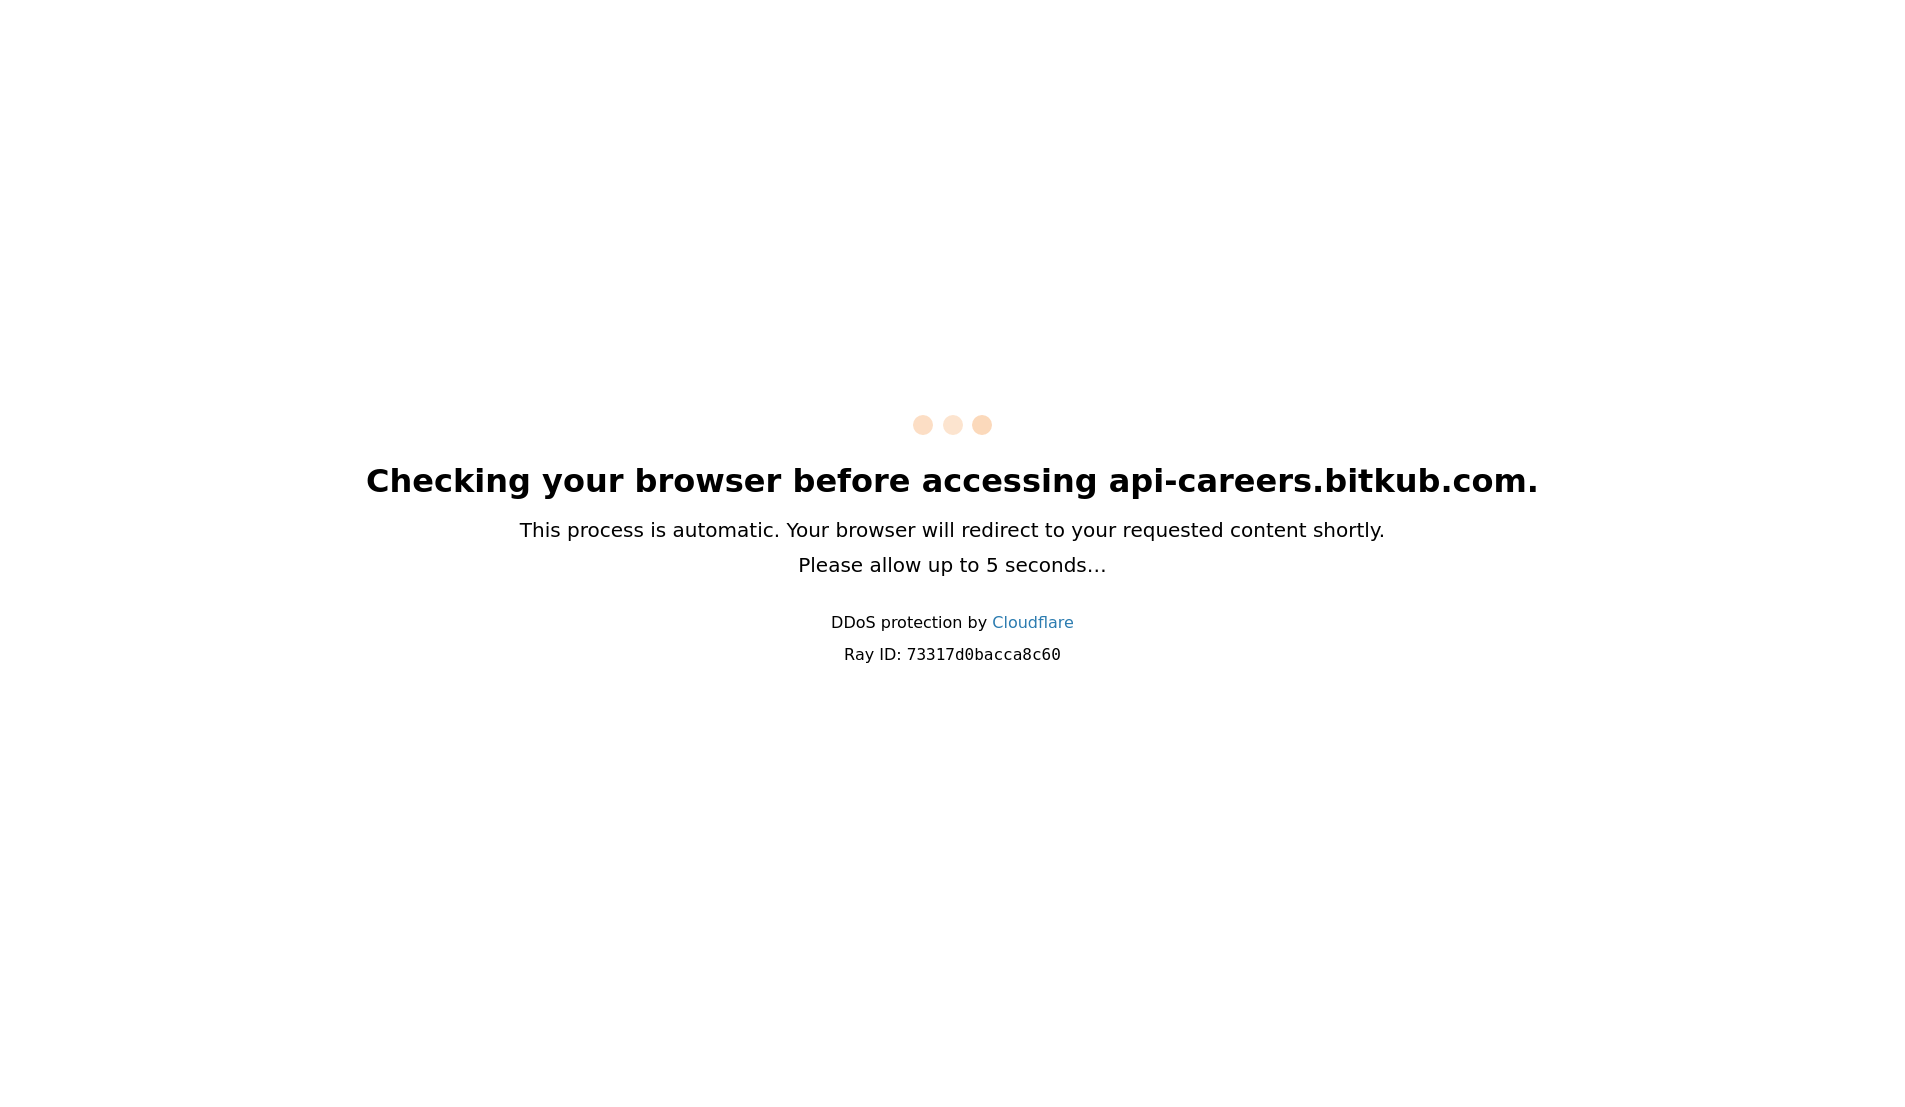 Checking your browser before accessing api-careers.bitkub.com.
This process is automatic. Your browser will redirect to your requested content shortly.
Please allow up to 5 seconds…
DDoS protection by Cloudflare
Ray ID: 73317d0bacca8c60